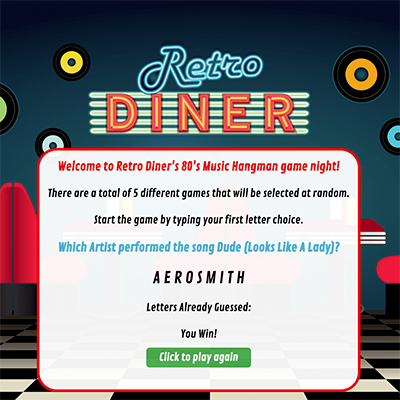 Retro
DINER
Welcome to Retro Diner's 80's Music Hangman game night!
There are a total of 5 different games that will be selected at random.
Start the game by typing your first letter choice.
Which Artist performed the song Dude (Looks Like A Lady)?
A E R O S M I T H
Letters Already Guessed:
You Win!
Click to play again